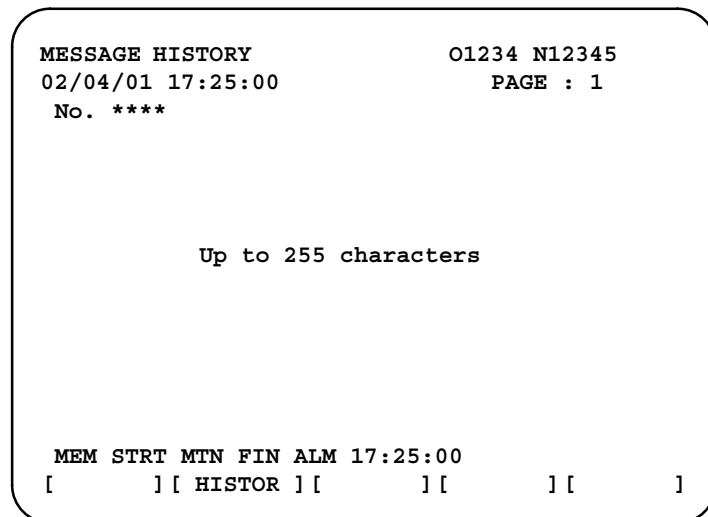 MESSAGE HISTORY O1234 N12345
02/04/01 17:25:00 PAGE : 1
No. ****
Up to 255 characters
MEM STRT MTN FIN ALM 17:25:00
[ ] [ HISTOR ] [ ] [ ] [ ]